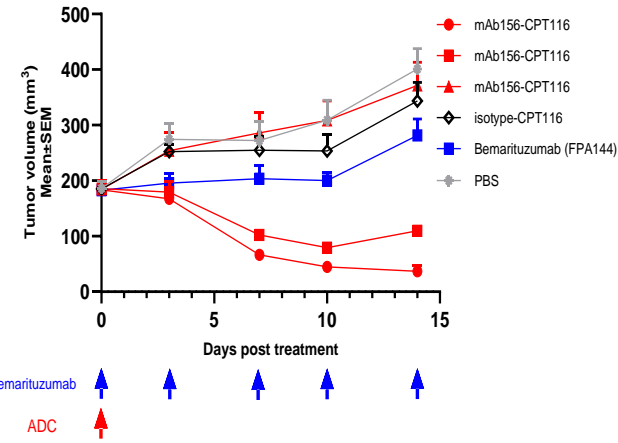 Tumor volume (mm³)
Mean±SEM
500
400
300
200
100
0
0
5
10
15
Days post treatment
mAb156-CPT116
mAb156-CPT116
mAb156-CPT116
isotype-CPT116
Bemarituzumab (FPA144)
PBS
emarituzumab
ADC